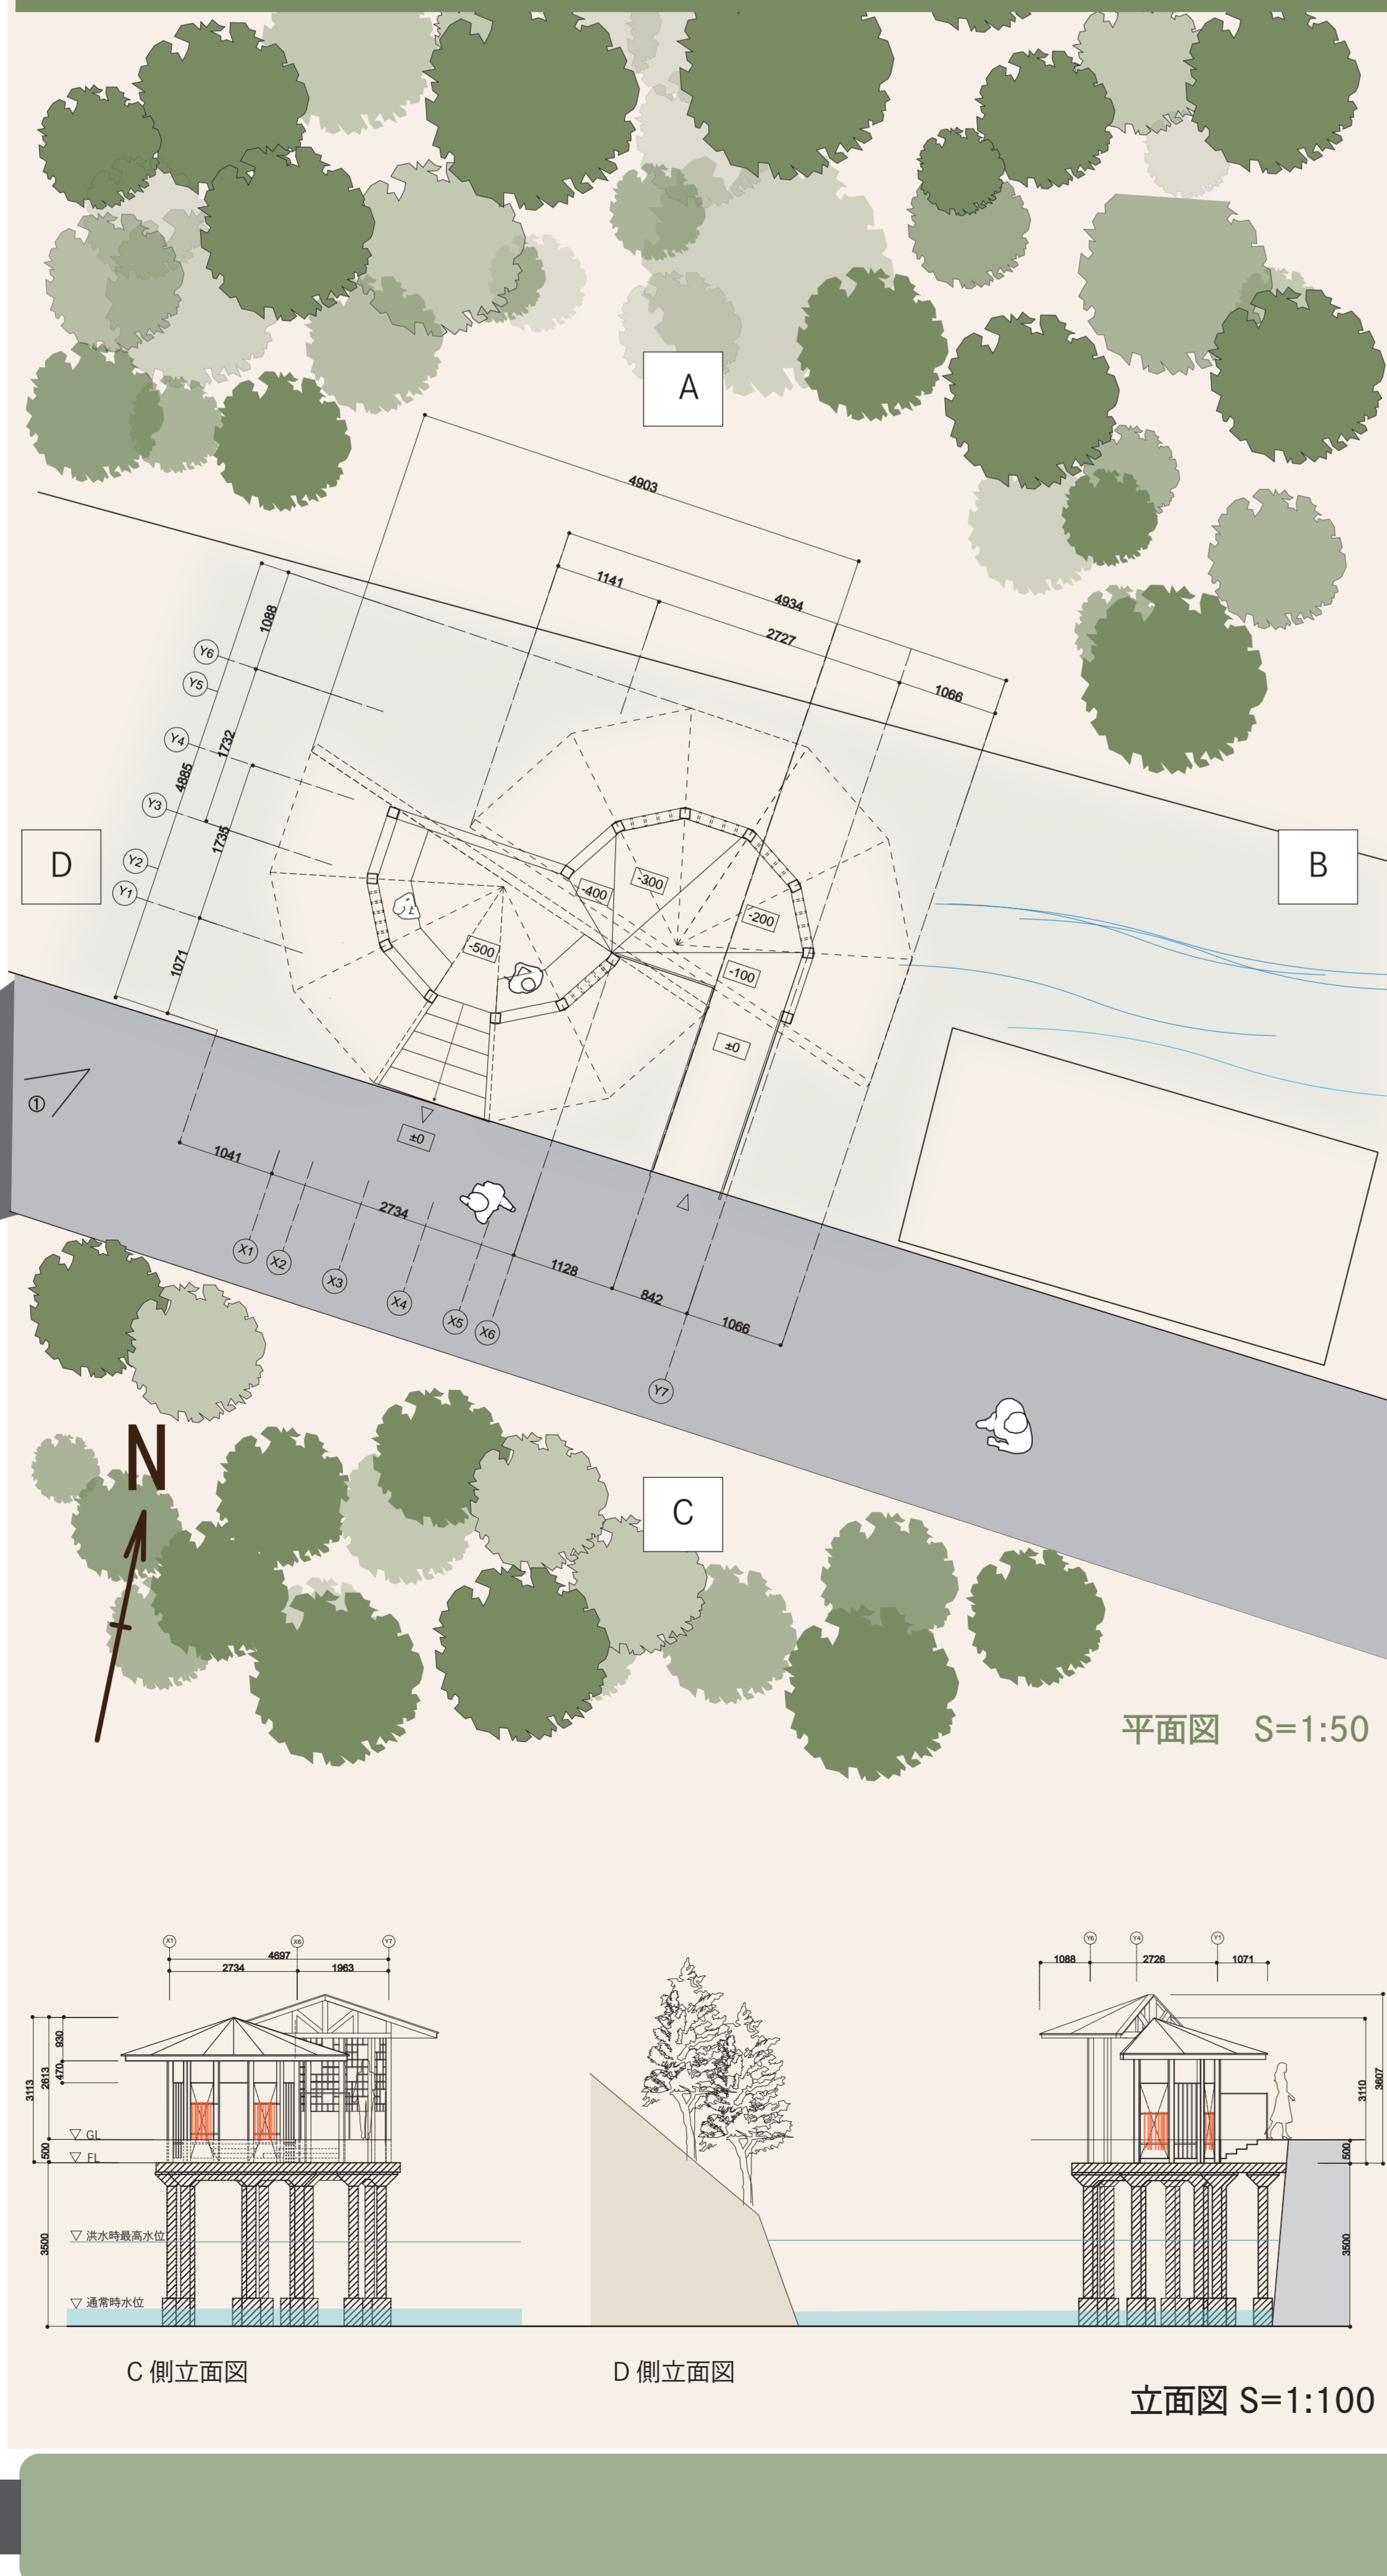 A
4903
1141
4934
2727
1066
1088
Y6
Y5
Y4
1732
4885
Y3
1735
Y2
Y1
1071
D
B
-400
-300
-200
-500
-100
±0
①
±0
1041
2734
X1
X2
X3
X4
X5
X6
1128
842
1066
Y7
N
C
平面図 S=1:50
X1
X6
Y7
4697
2734
1963
930
470
2613
3113
500
3500
▽ GL
▽ FL
▽ 洪水時最高水位
▽ 通常時水位
Y6
Y4
Y1
1088
2726
1071
3607
3110
500
3500
C 側立面図
D 側立面図
立面図 S=1:100